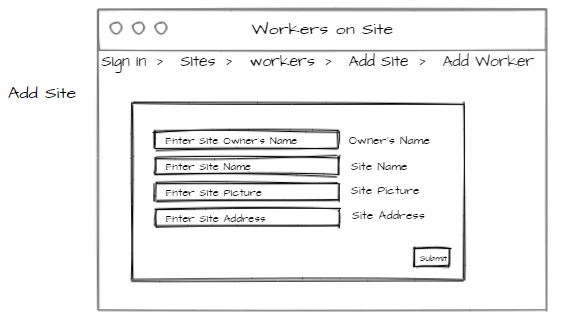 Workers on Site
Sign In > Sites > workers > Add Site > Add Worker
Add Site
Enter Site Owner's Name Owner's Name
Enter Site Name Site Name
Enter Site Picture Site Picture
Enter Site Address Site Address
Submit